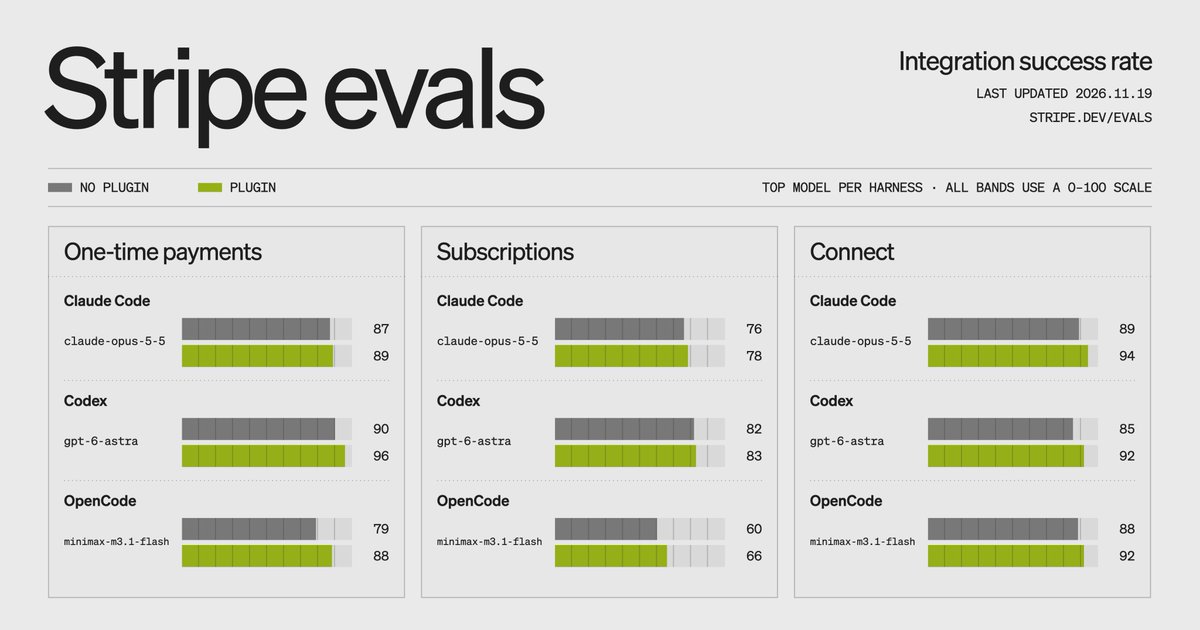 Stripe evals
Integration success rate
LAST UPDATED 2026.11.19
STRIPE.DEV/EVALS
NO PLUGIN
PLUGIN
TOP MODEL PER HARNESS · ALL BANDS USE A 0–100 SCALE
One-time payments
Claude Code
claude-opus-5-5
87
89
Codex
gpt-6-astra
90
96
OpenCode
minimax-m3.1-flash
79
88
Subscriptions
Claude Code
claude-opus-5-5
76
78
Codex
gpt-6-astra
82
83
OpenCode
minimax-m3.1-flash
60
66
Connect
Claude Code
claude-opus-5-5
89
94
Codex
gpt-6-astra
85
92
OpenCode
minimax-m3.1-flash
88
92